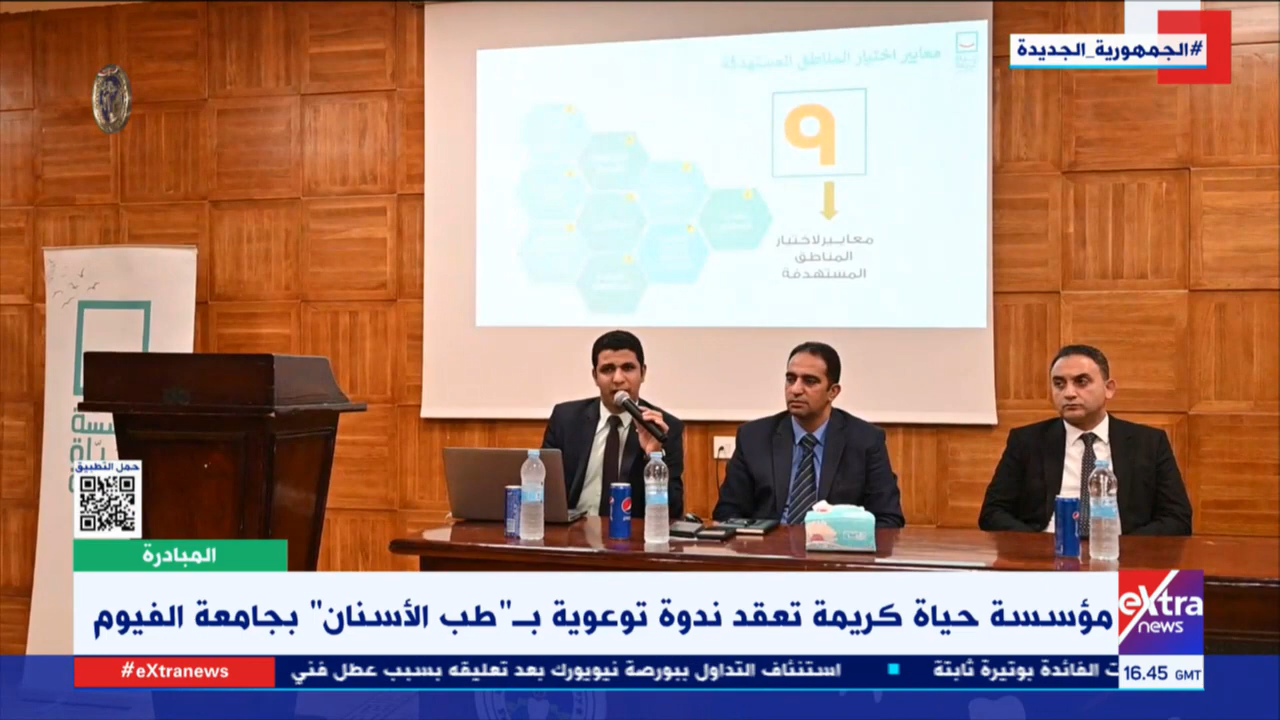 #الجمهورية_الجديدة
معايير اختيار المناطق المستهدفة
٩
معايير لاختيار
المناطق
المستهدفة
حمل التطبيق
المبادرة
مؤسسة حياة كريمة تعقد ندوة توعوية بـ"طب الأسنان" بجامعة الفيوم
eXtra
news
#eXtranews
ت الفائدة بوتيرة ثابتة
استئناف التداول ببورصة نيويورك بعد تعليقه بسبب عطل فني
16.45 GMT